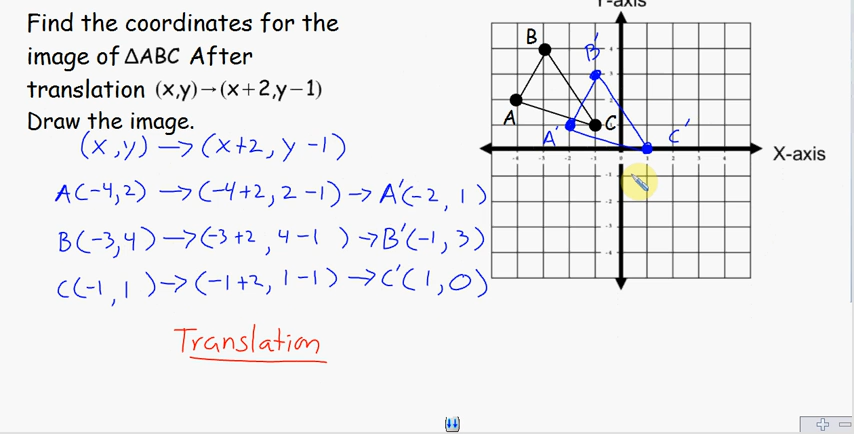 Find the coordinates for the
image of ΔABC After
translation (x,y)→(x+2,y−1)
Draw the image.
(x,y)→(x+2, y-1)
A(-4,2)→(-4+2, 2-1)→A'(-2, 1)
B(-3,4)→(-3+2, 4-1)→B'(-1, 3)
C(-1, 1)→(-1+2, 1-1)→C'(1, 0)
Translation
Y-axis
B
B'
A
C
A'
C'
X-axis